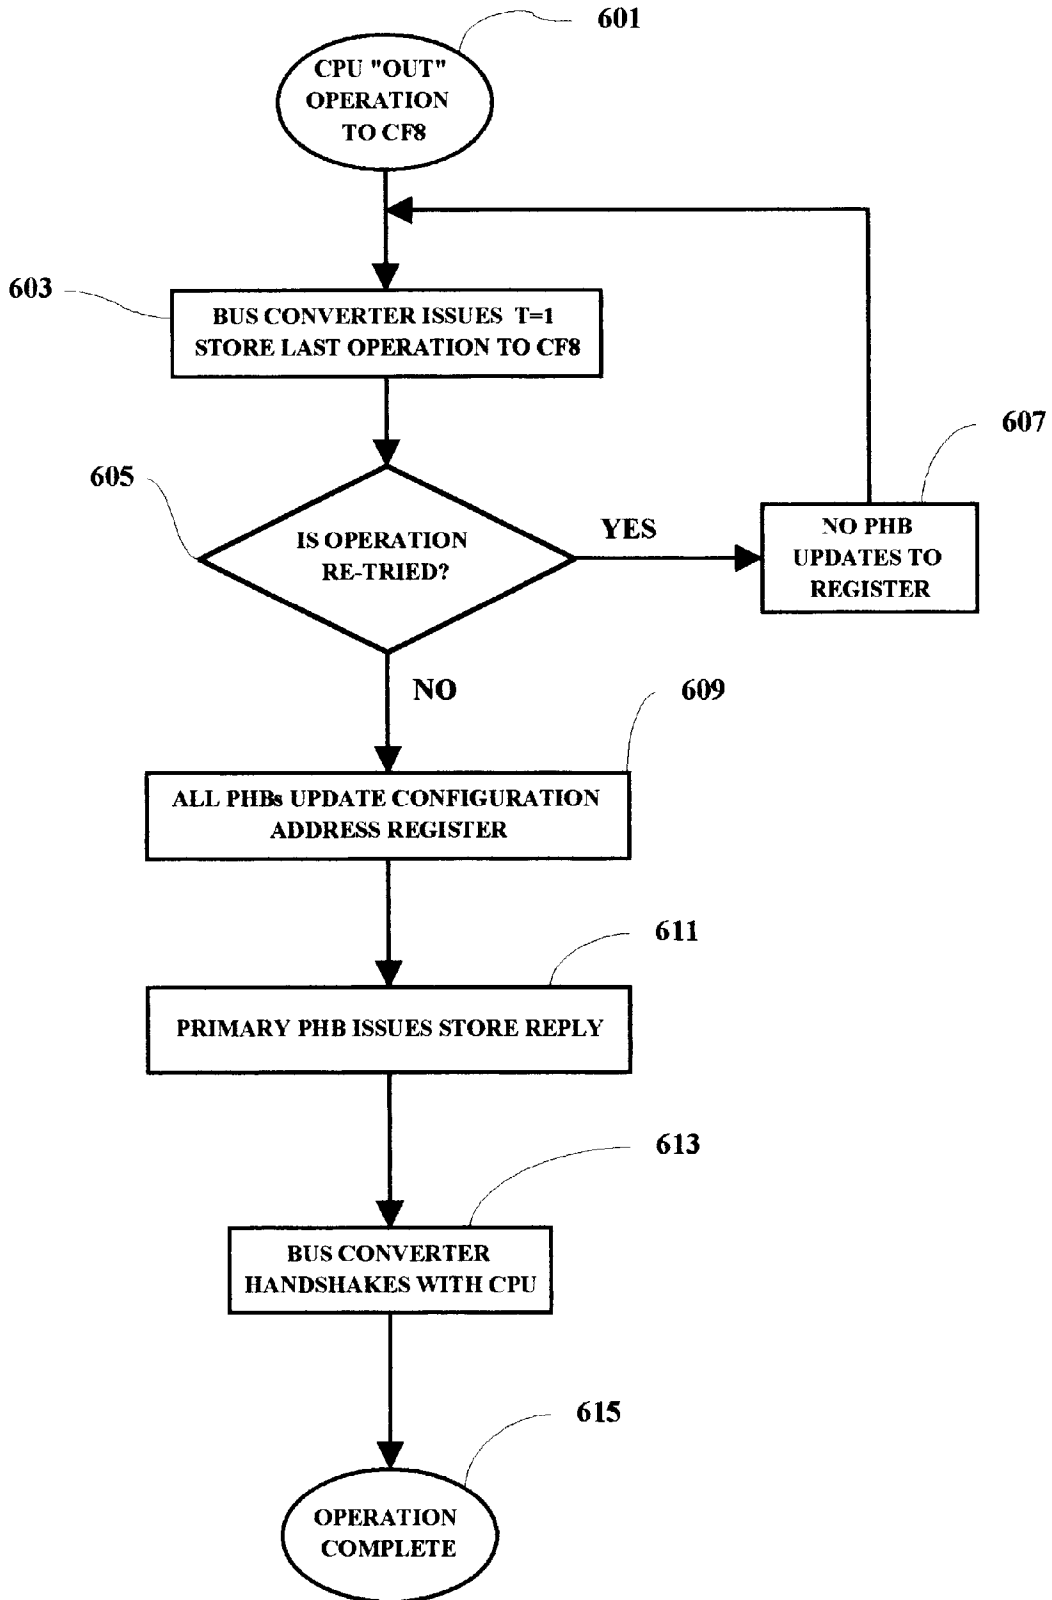 601
CPU "OUT"
OPERATION
TO CF8
603
BUS CONVERTER ISSUES T=1
STORE LAST OPERATION TO CF8
605
IS OPERATION
RE-TRIED?
YES
607
NO PHB
UPDATES TO
REGISTER
NO
609
ALL PHBs UPDATE CONFIGURATION
ADDRESS REGISTER
611
PRIMARY PHB ISSUES STORE REPLY
613
BUS CONVERTER
HANDSHAKES WITH CPU
615
OPERATION
COMPLETE